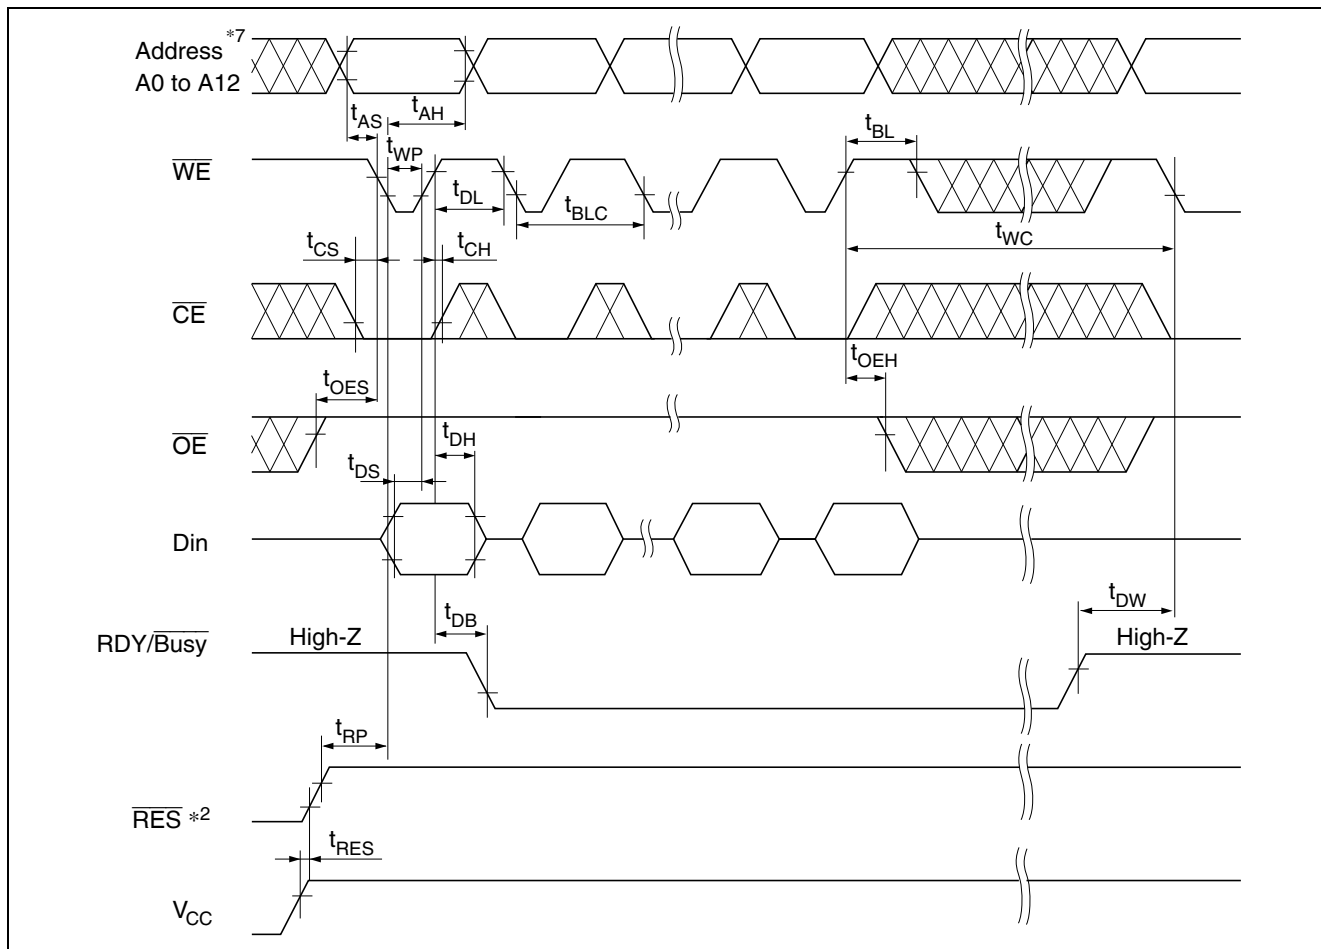 Address *7
A0 to A12
tAS
tAH
tWP
tBL
WE
tDL
tBLC
tWC
tCS
tCH
CE
tOEH
tOES
OE
tDH
tDS
Din
tDB
tDW
RDY/Busy
High-Z
High-Z
tRP
RES *2
tRES
VCC